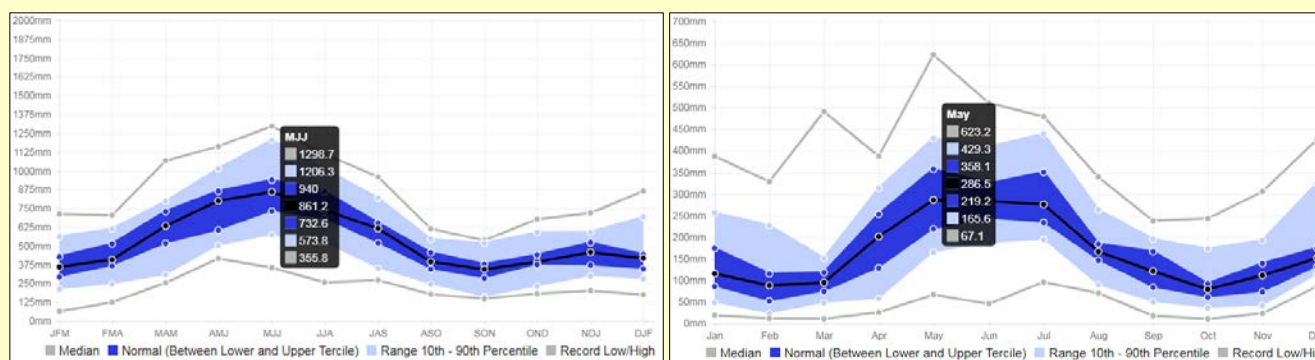 2000mm
1875mm
1750mm
1625mm
1500mm
1375mm
1250mm
1125mm
1000mm
875mm
750mm
625mm
500mm
375mm
250mm
125mm
0mm
MJJ
1298.7
1206.3
940
861.2
732.6
573.8
355.8
JFM FMA MAM AMJ MJJ JJA JAS ASO SON OND NDJ DJF
Median Normal (Between Lower and Upper Tercile) Range 10th - 90th Percentile Record Low/High
700mm
650mm
600mm
550mm
500mm
450mm
400mm
350mm
300mm
250mm
200mm
150mm
100mm
50mm
0mm
May
623.2
429.3
358.1
286.5
219.2
165.6
67.1
Jan Feb Mar Apr May Jun Jul Aug Sep Oct Nov
Median Normal (Between Lower and Upper Tercile) Range 10th - 90th Percentile Record Low/High